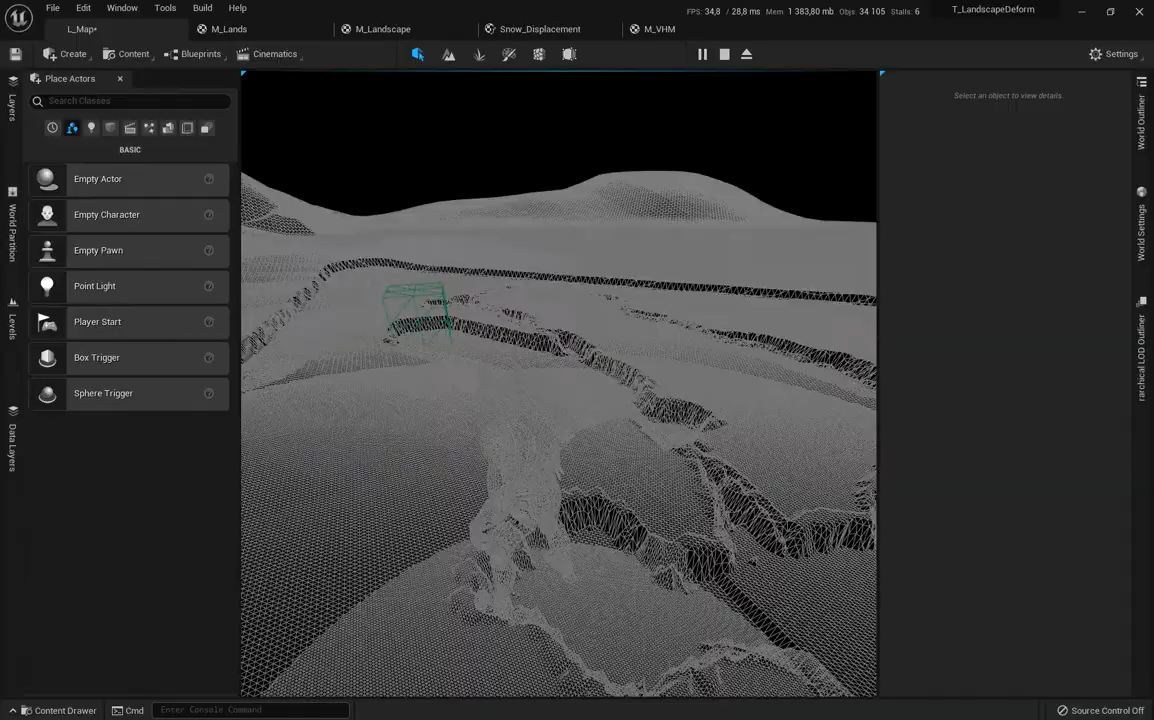 File Edit Window Tools Build Help
FPS: 34,8 / 28,8 ms Mem 1 383,80 mb Objs 34 105 Stalls: 6
T_LandscapeDeform
L_Map•
M_Lands
M_Landscape
Snow_Displacement
M_VHM
Create
Content
Blueprints
Cinematics
Settings
Place Actors
Search Classes
BASIC
Empty Actor
Empty Character
Empty Pawn
Point Light
Player Start
Box Trigger
Sphere Trigger
Layers
World Partition
Levels
Data Layers
Select an object to view details.
World Outliner
World Settings
rarchical LOD Outliner
Content Drawer
Cmd
Enter Console Command
Source Control Off